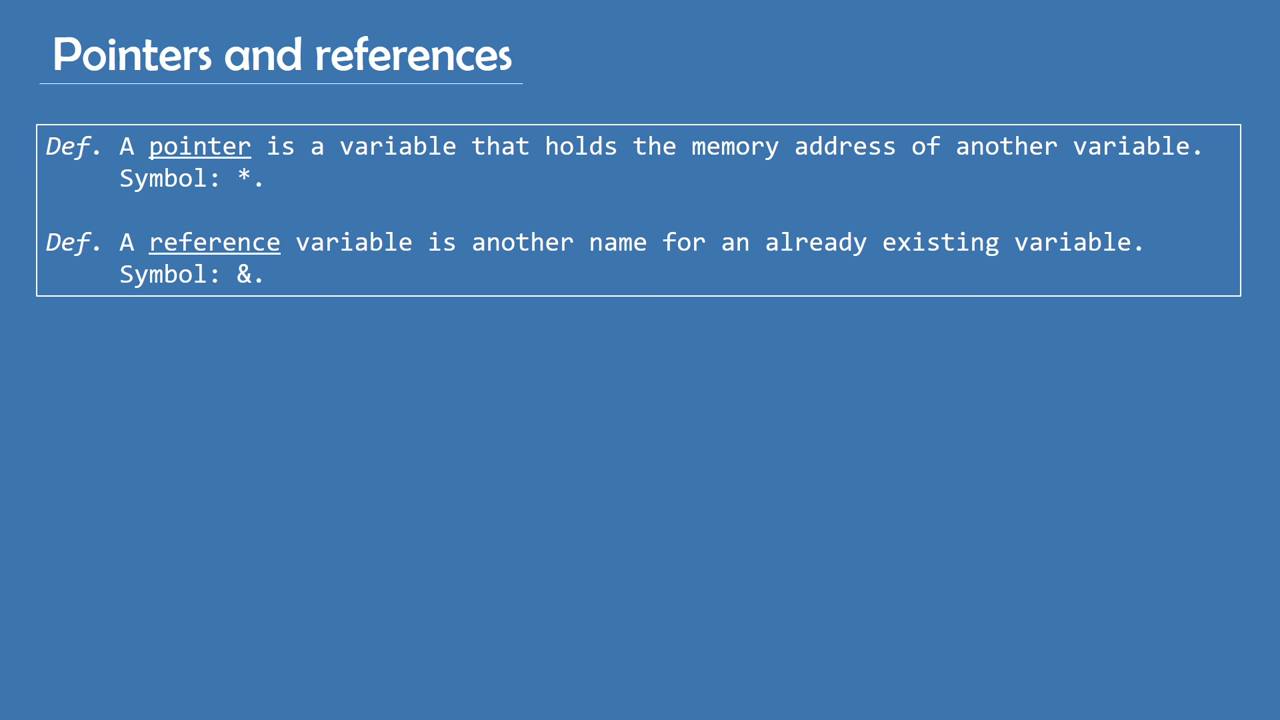 Pointers and references
Def. A pointer is a variable that holds the memory address of another variable.
Symbol: *.
Def. A reference variable is another name for an already existing variable.
Symbol: &.